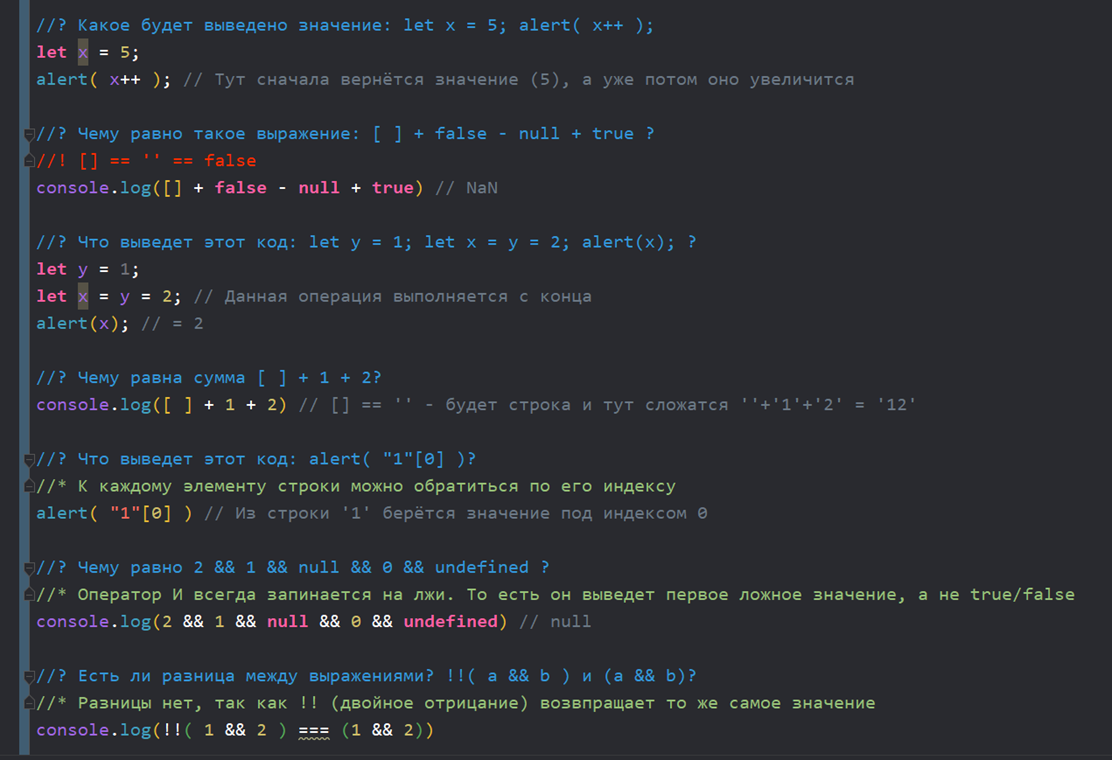 //? Какое будет выведено значение: let x = 5; alert( x++ );
let x = 5;
alert( x++ ); // Тут сначала вернётся значение (5), а уже потом оно увеличится
//? Чему равно такое выражение: [ ] + false - null + true ?
//! [] == '' == false
console.log([] + false - null + true) // NaN
//? Что выведет этот код: let y = 1; let x = y = 2; alert(x); ?
let y = 1;
let x = y = 2; // Данная операция выполняется с конца
alert(x); // = 2
//? Чему равна сумма [ ] + 1 + 2?
console.log([ ] + 1 + 2) // [] == '' - будет строка и тут сложатся ''+'1'+'2' = '12'
//? Что выведет этот код: alert( "1"[0] )?
//* К каждому элементу строки можно обратиться по его индексу
alert( "1"[0] ) // Из строки '1' берётся значение под индексом 0
//? Чему равно 2 && 1 && null && 0 && undefined ?
//* Оператор И всегда запинается на лжи. То есть он выведет первое ложное значение, а не true/false
console.log(2 && 1 && null && 0 && undefined) // null
//? Есть ли разница между выражениями? !!( a && b ) и (a && b)?
//* Разницы нет, так как !! (двойное отрицание) возвпращает то же самое значение
console.log(!!( 1 && 2 ) === (1 && 2))